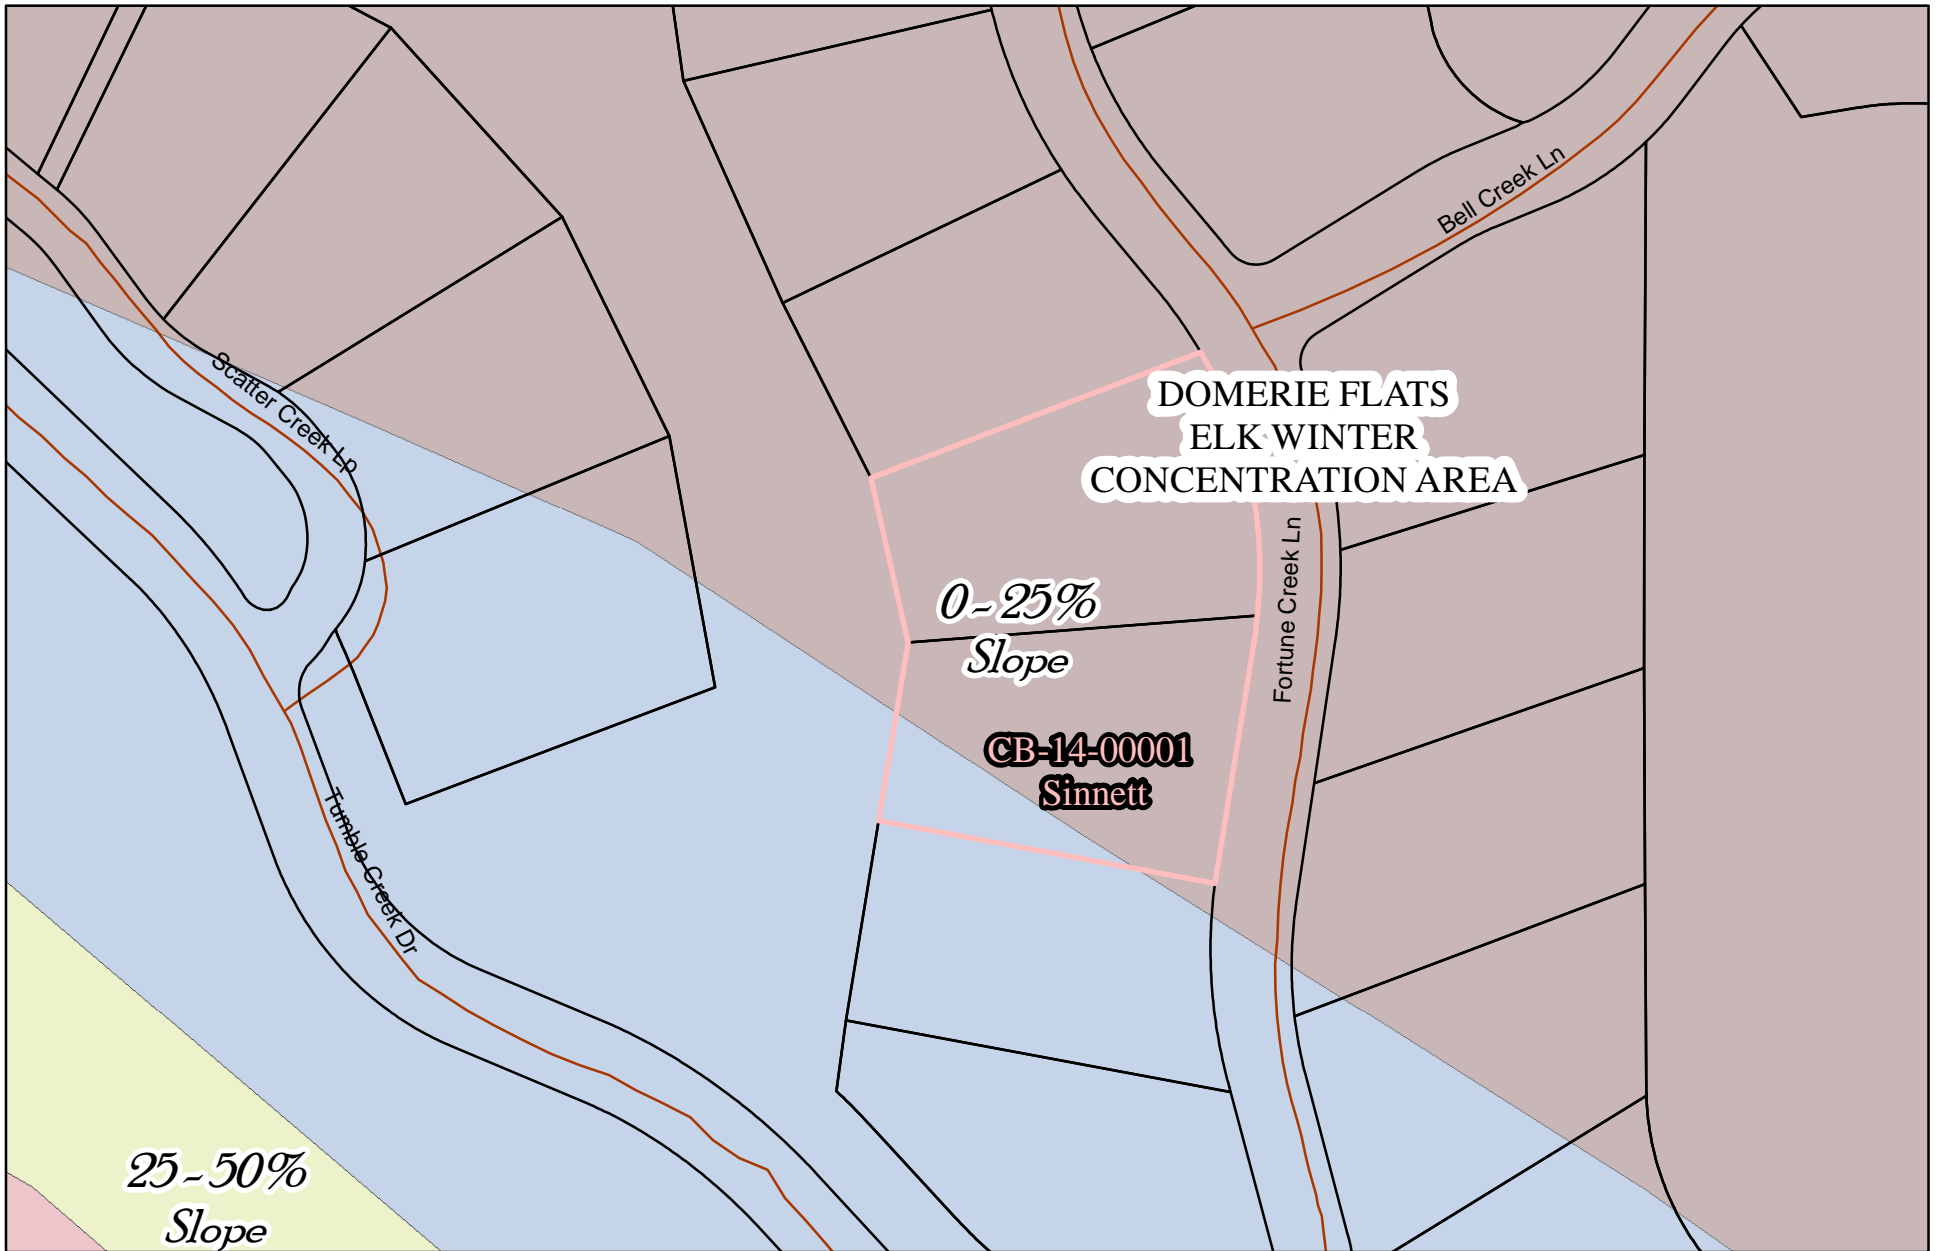 Bell Creek Ln
Scatter Creek Lp
DOMERIE FLATS
ELK WINTER
CONCENTRATION AREA
Fortune Creek Ln
0-25%
Slope
CB-14-00001
Sinnett
Tumble Creek Dr
25-50%
Slope